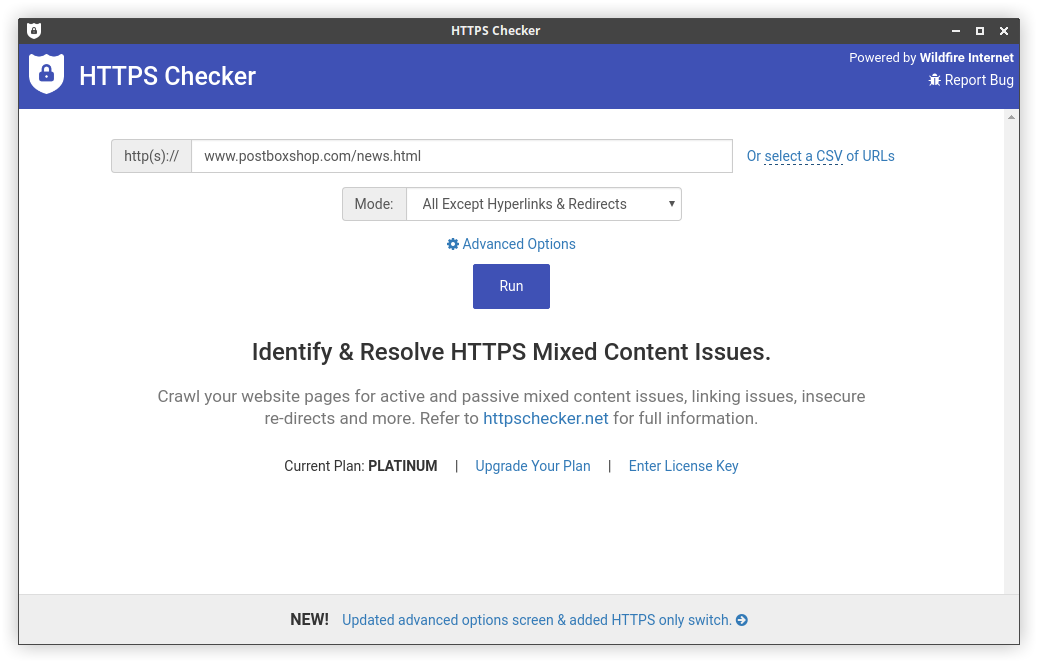 HTTPS Checker
HTTPS Checker
Powered by Wildfire Internet
Report Bug
http(s)://
www.postboxshop.com/news.html
Or select a CSV of URLs
Mode:
All Except Hyperlinks & Redirects
Advanced Options
Run
Identify & Resolve HTTPS Mixed Content Issues.
Crawl your website pages for active and passive mixed content issues, linking issues, insecure
re-directs and more. Refer to httpschecker.net for full information.
Current Plan: PLATINUM | Upgrade Your Plan | Enter License Key
NEW! Updated advanced options screen & added HTTPS only switch.